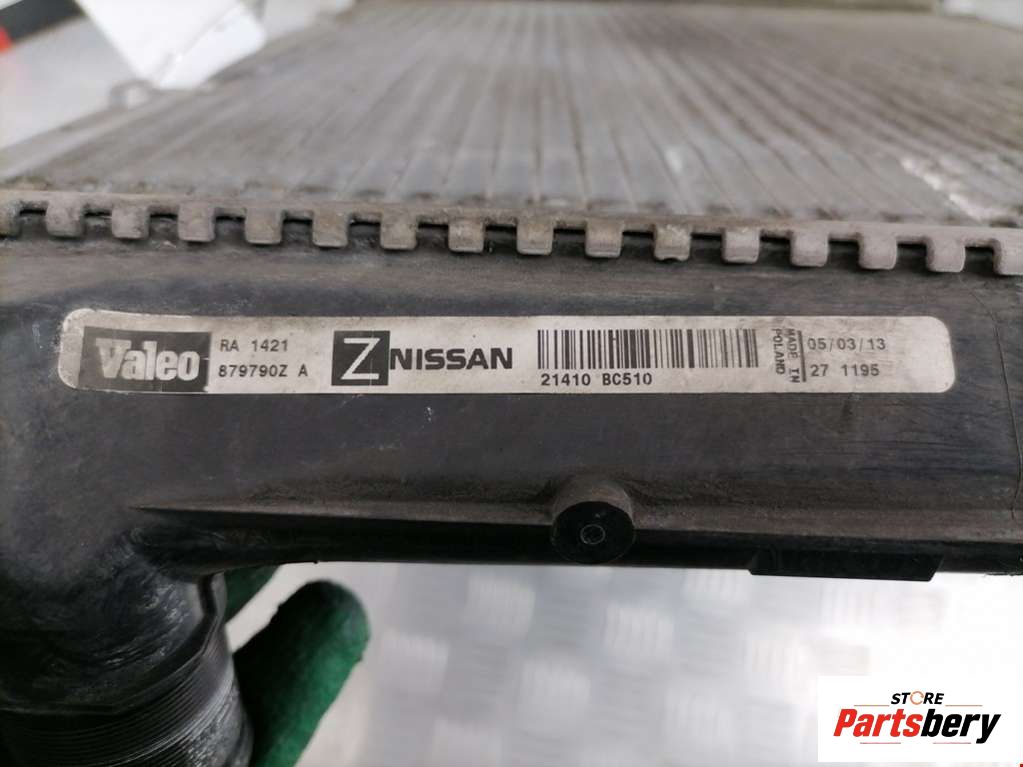 Valeo
RA 1421
879790Z A
Z NISSAN
21410 BC510
MADE IN
POLAND
05/03/13
27 1195
STORE
Partsbery